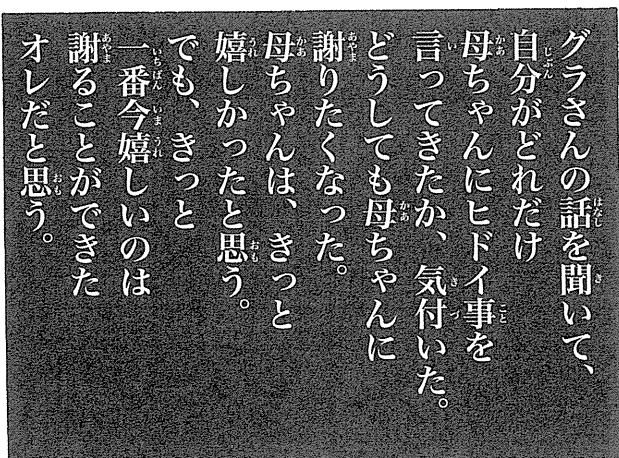 グラさんの話を聞いて、
自分がどれだけ
母ちゃんにヒドイ事を
言ってきたか、気付いた。
どうしても母ちゃんに
謝りたくなった。
母ちゃんは、きっと
嬉しかったと思う。
でも、きっと
一番今嬉しいのは
謝ることができた
オレだと思う。